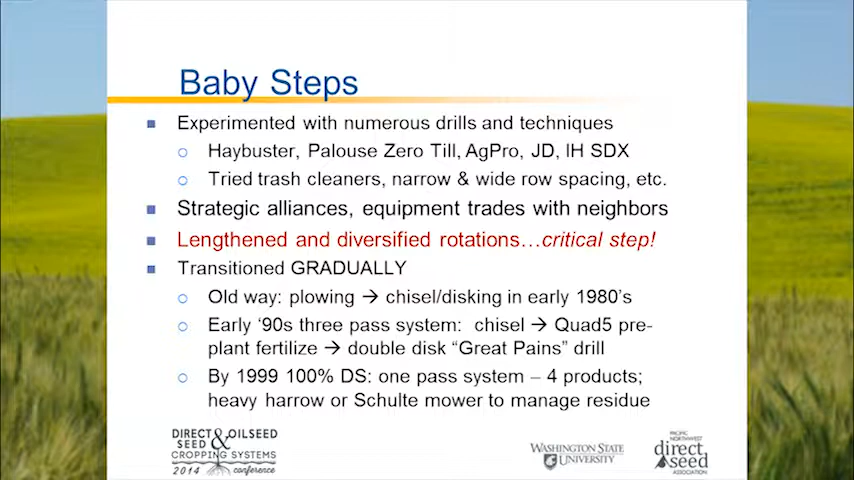 Baby Steps
Experimented with numerous drills and techniques
Haybuster, Palouse Zero Till, AgPro, JD, IH SDX
Tried trash cleaners, narrow & wide row spacing, etc.
Strategic alliances, equipment trades with neighbors
Lengthened and diversified rotations…critical step!
Transitioned GRADUALLY
Old way: plowing → chisel/disking in early 1980’s
Early ‘90s three pass system: chisel → Quad5 pre-
plant fertilize → double disk “Great Pains” drill
By 1999 100% DS: one pass system – 4 products;
heavy harrow or Schulte mower to manage residue
DIRECT & OILSEED
SEED
CROPPING SYSTEMS
2014 conference
WASHINGTON STATE
UNIVERSITY
PACIFIC
NORTHWEST
direct
seed
ASSOCIATION